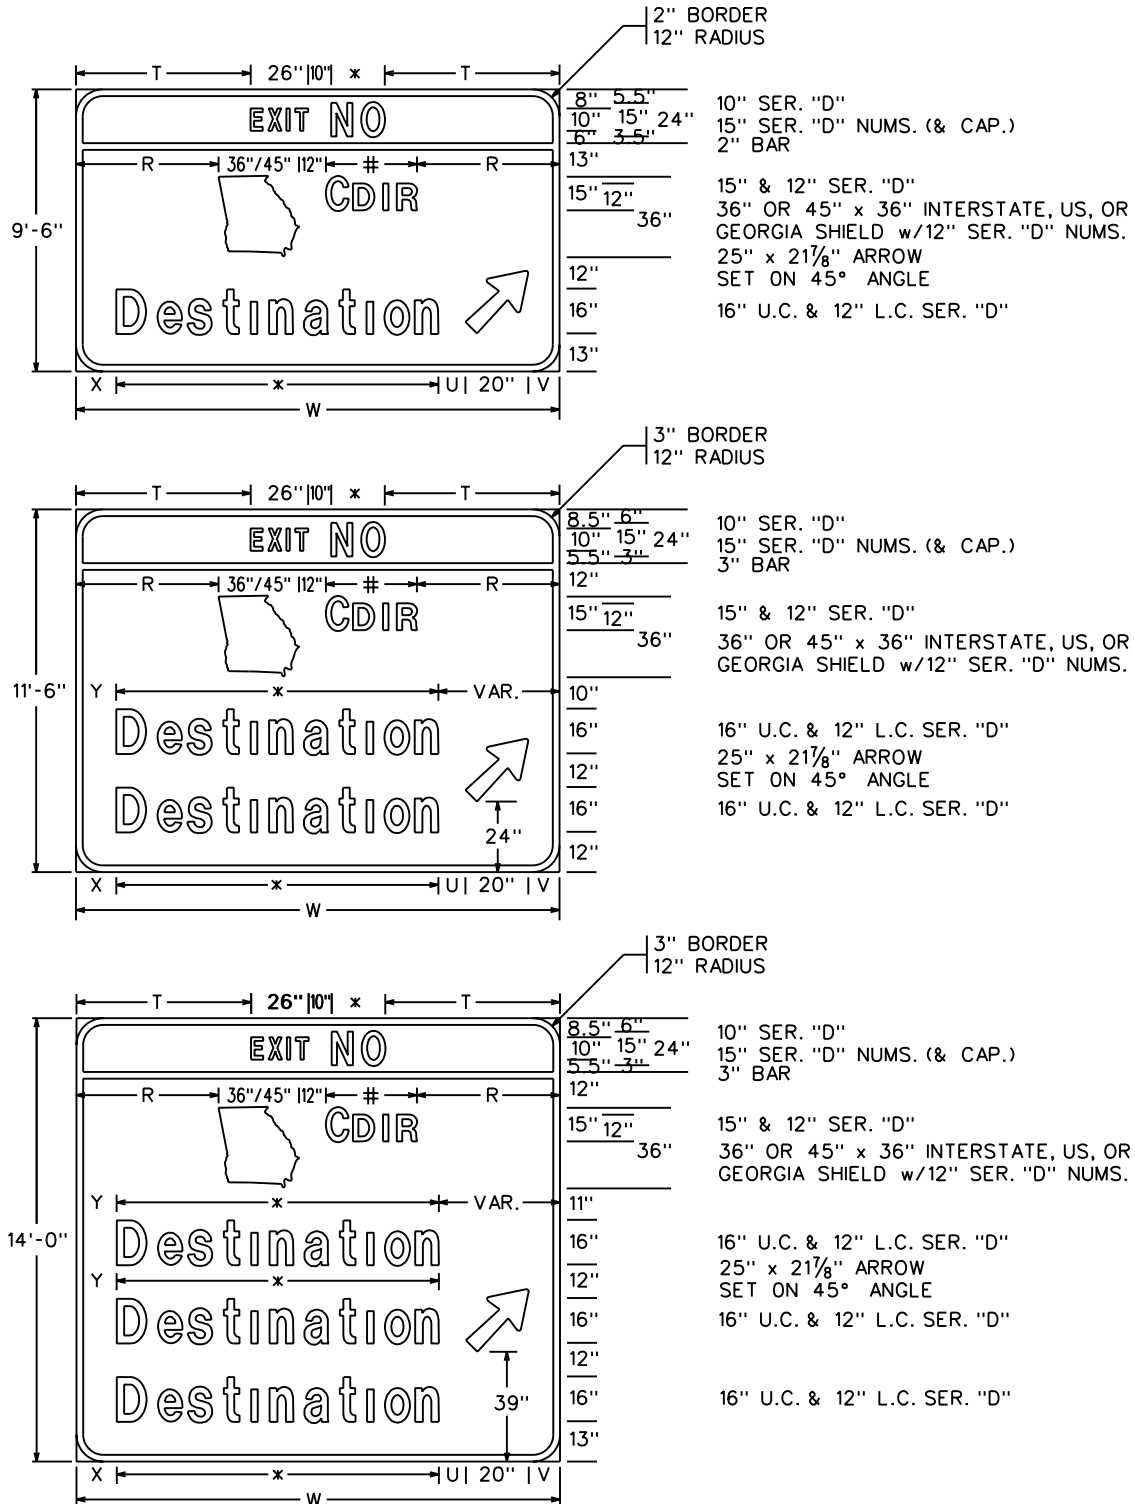 2" BORDER
12" RADIUS
T 26" 10" * T
EXIT NO
8" 5.5"
10" 15" 24"
6" 3.5"
10" SER. "D"
15" SER. "D" NUMS. (& CAP.)
2" BAR
R 36"/45" 12" # R
13"
CDIR
15" 12"
36"
15" & 12" SER. "D"
36" OR 45" x 36" INTERSTATE, US, OR
GEORGIA SHIELD w/12" SER. "D" NUMS.
9'-6"
25" x 21⅞" ARROW
SET ON 45° ANGLE
12"
Destination
16"
16" U.C. & 12" L.C. SER. "D"
13"
X * U 20" V
W
3" BORDER
12" RADIUS
T 26" 10" * T
EXIT NO
8.5" 6"
10" 15" 24"
5.5" 3"
10" SER. "D"
15" SER. "D" NUMS. (& CAP.)
3" BAR
R 36"/45" 12" # R
12"
CDIR
15" 12"
36"
15" & 12" SER. "D"
36" OR 45" x 36" INTERSTATE, US, OR
GEORGIA SHIELD w/12" SER. "D" NUMS.
11'-6"
Y * VAR.
10"
Destination
16"
16" U.C. & 12" L.C. SER. "D"
25" x 21⅞" ARROW
SET ON 45° ANGLE
12"
Destination
16"
16" U.C. & 12" L.C. SER. "D"
24"
12"
X * U 20" V
W
3" BORDER
12" RADIUS
T 26" 10" * T
EXIT NO
8.5" 6"
10" 15" 24"
5.5" 3"
10" SER. "D"
15" SER. "D" NUMS. (& CAP.)
3" BAR
R 36"/45" 12" # R
12"
CDIR
15" 12"
36"
15" & 12" SER. "D"
36" OR 45" x 36" INTERSTATE, US, OR
GEORGIA SHIELD w/12" SER. "D" NUMS.
14'-0"
Y * VAR.
11"
Destination
16"
16" U.C. & 12" L.C. SER. "D"
25" x 21⅞" ARROW
SET ON 45° ANGLE
Y *
12"
Destination
16"
16" U.C. & 12" L.C. SER. "D"
12"
Destination
16"
16" U.C. & 12" L.C. SER. "D"
39"
13"
X * U 20" V
W